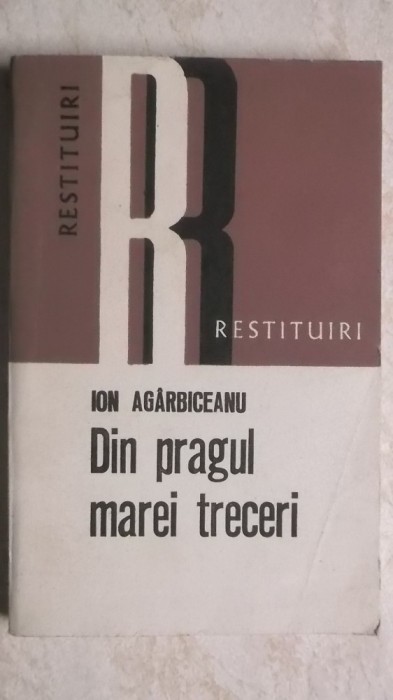 RESTITUIRI
R
RESTITUIRI
ION AGÂRBICEANU
Din pragul
marei treceri